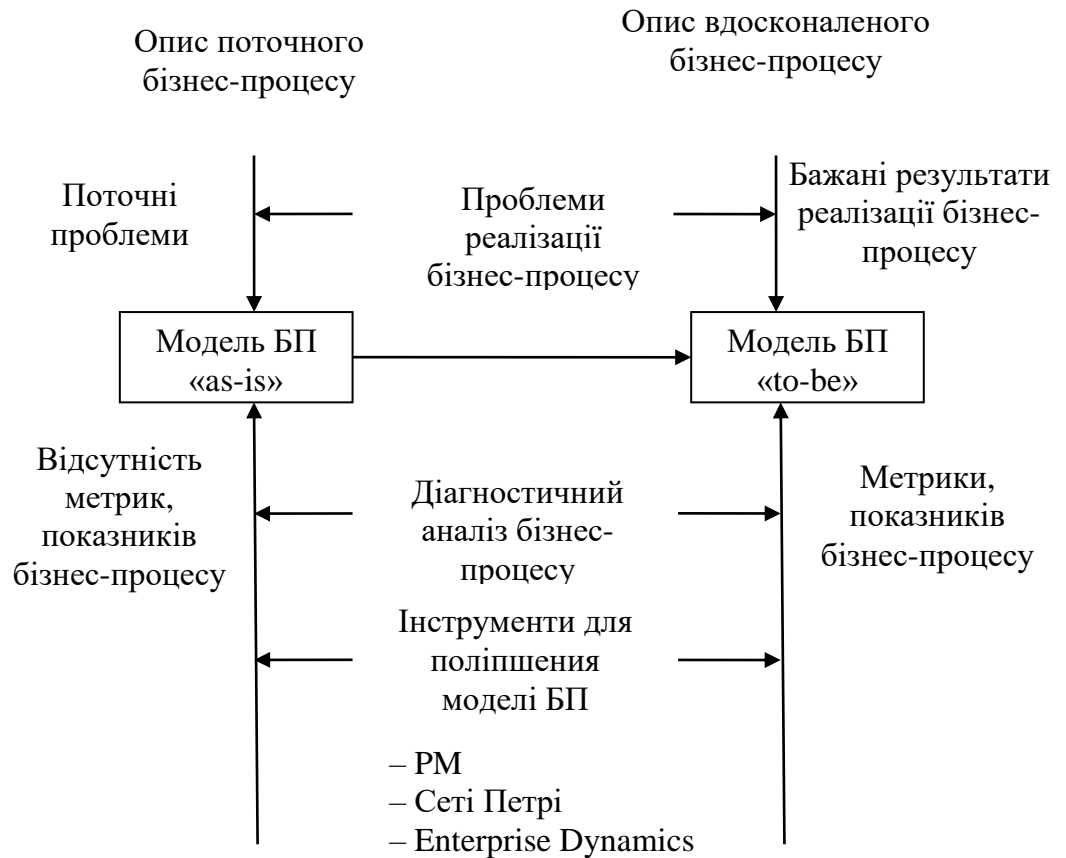 Опис поточного
бізнес-процесу
Опис вдосконаленого
бізнес-процесу
Поточні
проблеми
Проблеми
реалізації
бізнес-процесу
Бажані результати
реалізації бізнес-
процесу
Модель БП
«as-is»
Модель БП
«to-be»
Відсутність
метрик,
показників
бізнес-процесу
Діагностичний
аналіз бізнес-
процесу
Метрики,
показників
бізнес-процесу
Інструменти для
поліпшення
моделі БП
– PM
– Сеті Петрі
– Enterprise Dynamics